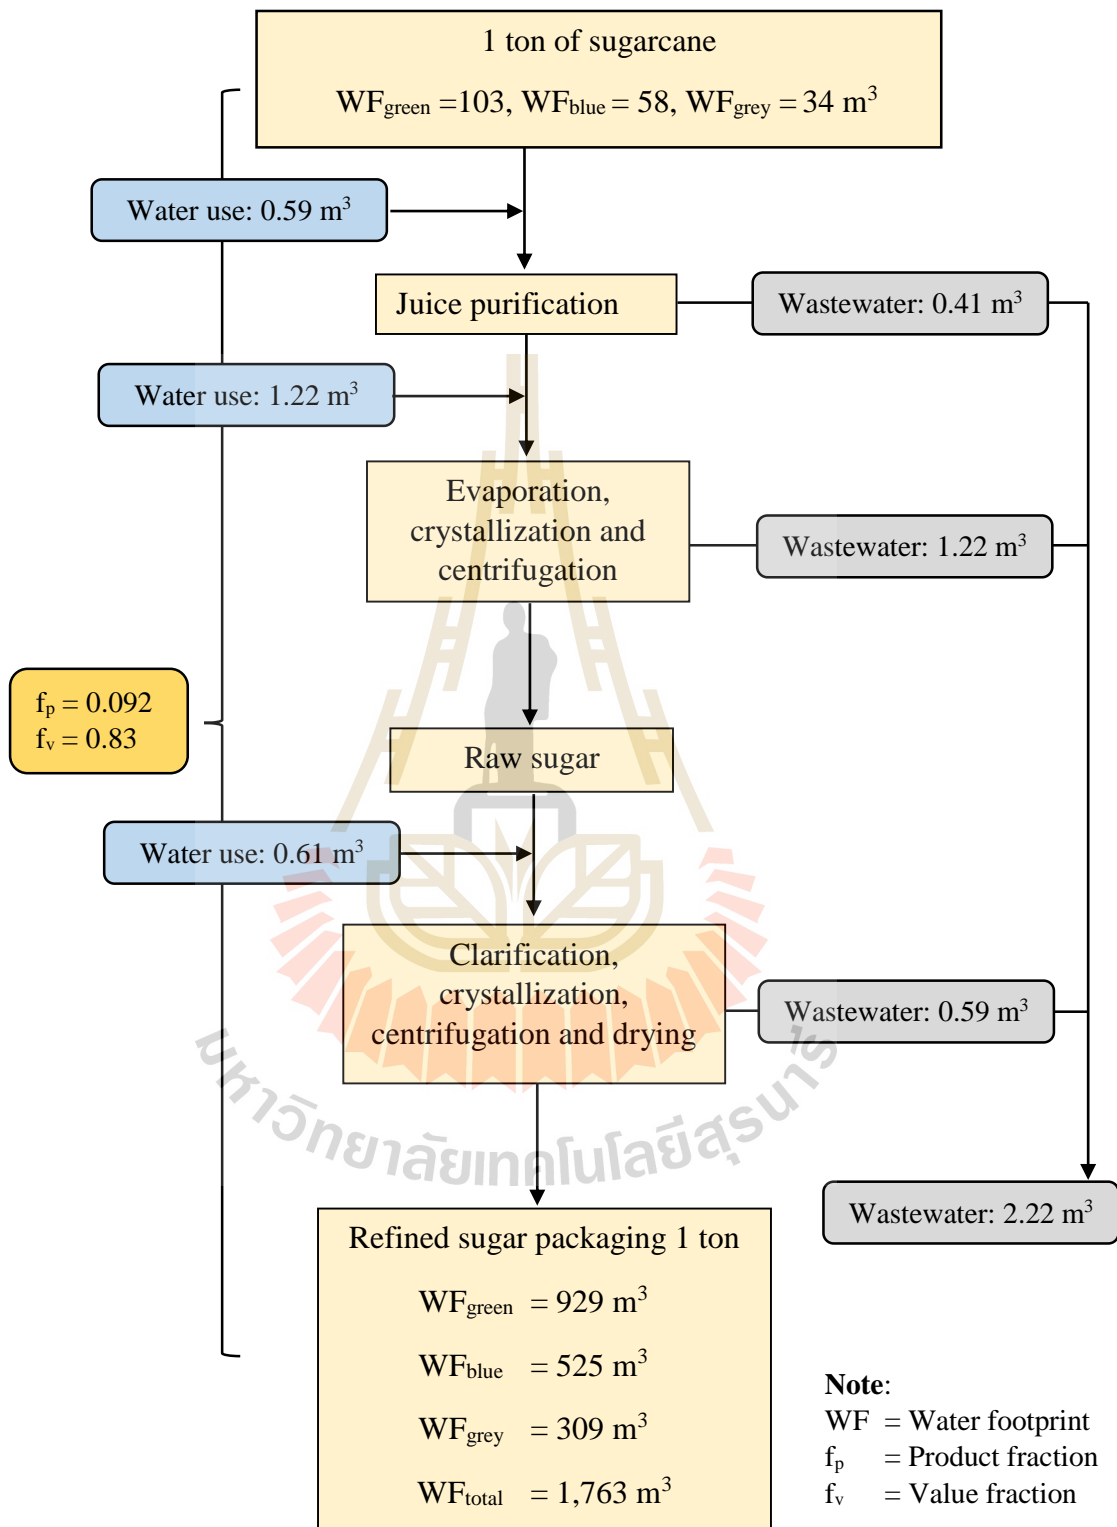 1 ton of sugarcane
WFgreen =103, WFblue = 58, WFgrey = 34 m³
Water use: 0.59 m³
Juice purification
Wastewater: 0.41 m³
Water use: 1.22 m³
Evaporation,
crystallization and
centrifugation
Wastewater: 1.22 m³
fp = 0.092
fv = 0.83
Raw sugar
Water use: 0.61 m³
Clarification,
crystallization,
centrifugation and drying
Wastewater: 0.59 m³
มหาวิทยาลัยเทคโนโลยีสุรนารี
Wastewater: 2.22 m³
Refined sugar packaging 1 ton
WFgreen = 929 m³
WFblue = 525 m³
WFgrey = 309 m³
WFtotal = 1,763 m³
Note:
WF = Water footprint
fp = Product fraction
fv = Value fraction